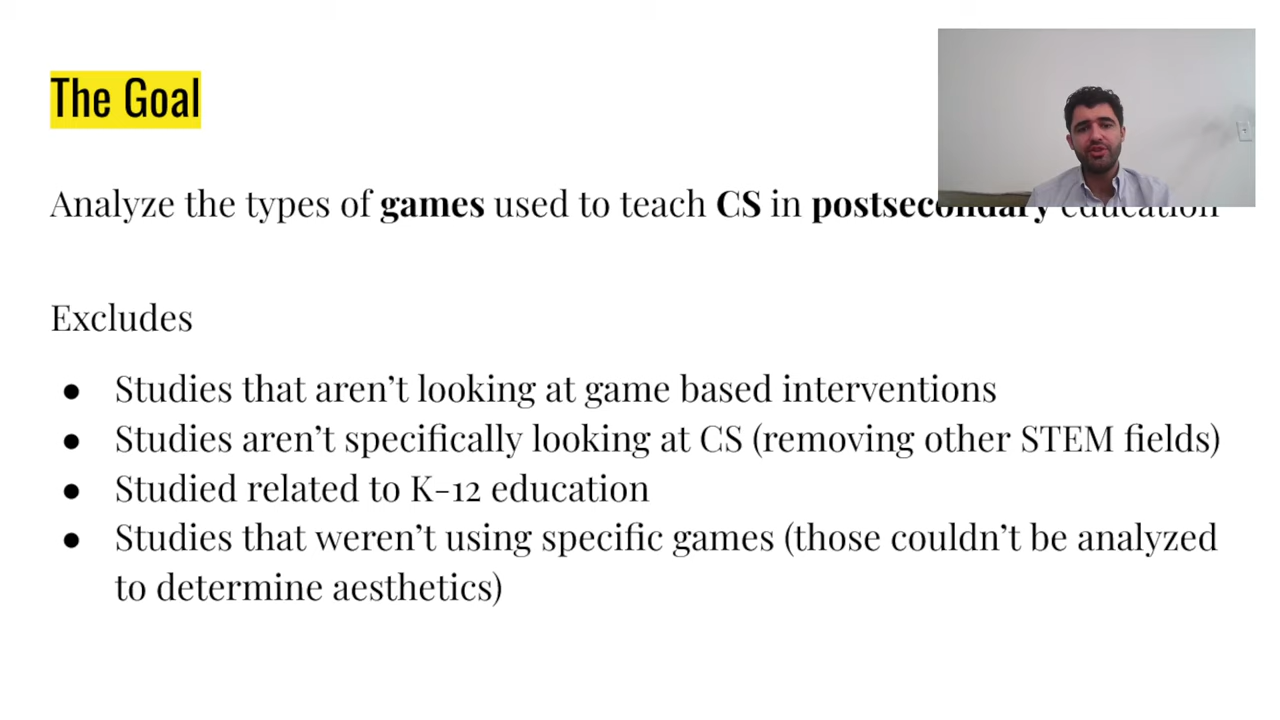 The Goal
Analyze the types of games used to teach CS in postsecondary education
Excludes
● Studies that aren’t looking at game based interventions
● Studies aren’t specifically looking at CS (removing other STEM fields)
● Studied related to K-12 education
● Studies that weren’t using specific games (those couldn’t be analyzed
to determine aesthetics)